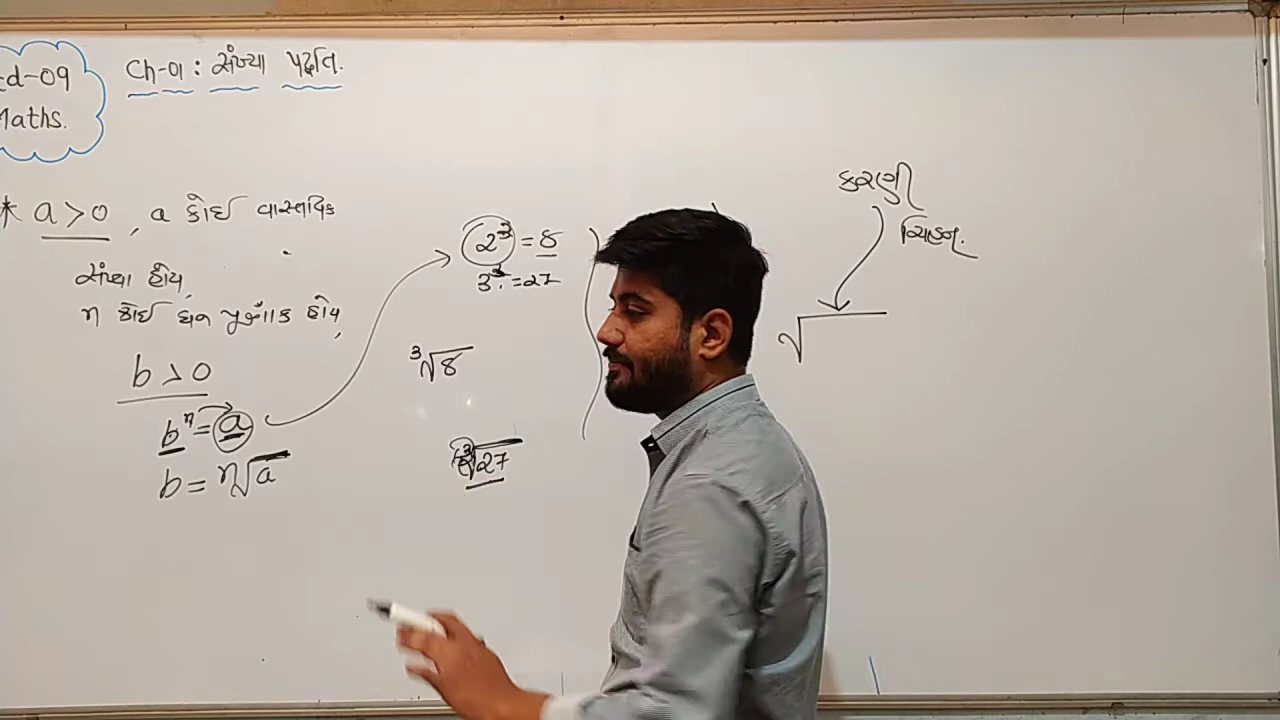 d-09
Maths.
Ch-01 : સંખ્યા પદ્ધતિ.
* a > 0 , a કોઈ વાસ્તવિક
સંખ્યા હોય,
n કોઈ ધન પૂર્ણાંક હોય,
b > 0
bⁿ = a
b = ⁿ√a
2³ = 8
3³ = 27
³√8
³√27
કરણી
ચિહ્ન.
√